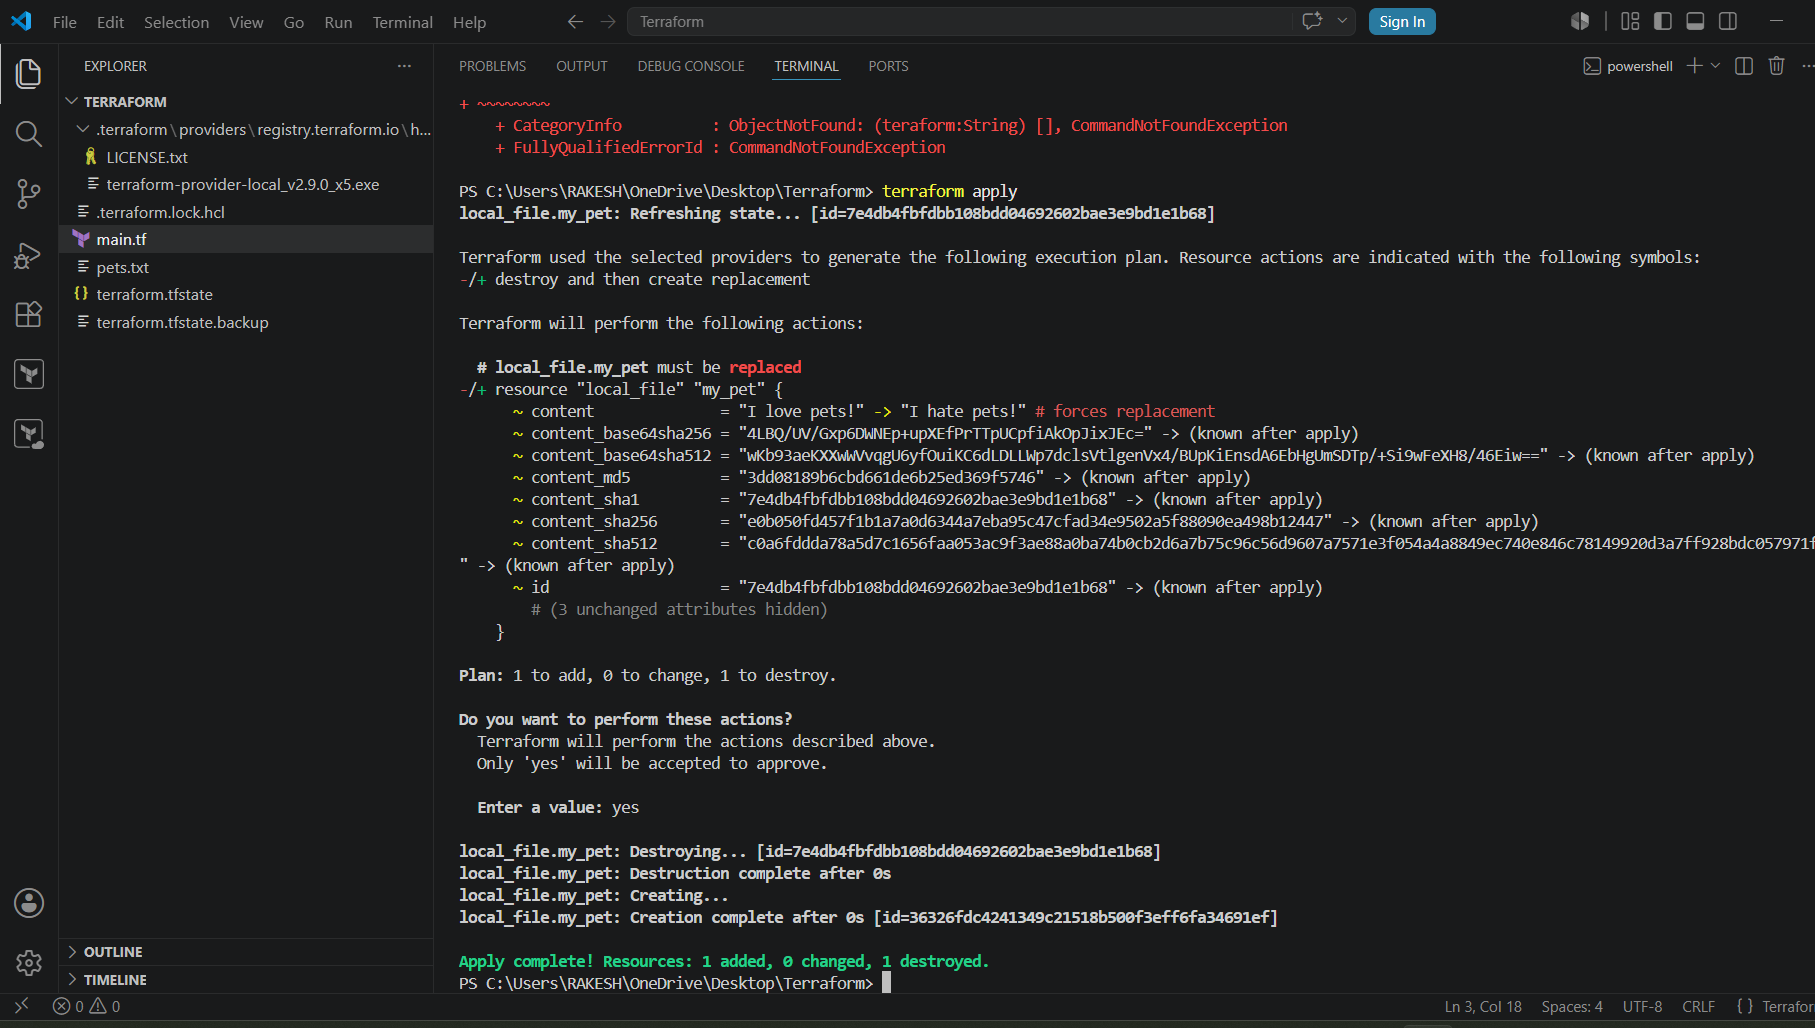 File Edit Selection View Go Run Terminal Help
Terraform
Sign In
EXPLORER
TERRAFORM
.terraform\providers\registry.terraform.io\h...
LICENSE.txt
terraform-provider-local_v2.9.0_x5.exe
.terraform.lock.hcl
main.tf
pets.txt
terraform.tfstate
terraform.tfstate.backup
OUTLINE
TIMELINE
PROBLEMS OUTPUT DEBUG CONSOLE TERMINAL PORTS
powershell
+ ~~~~~~~~
+ CategoryInfo : ObjectNotFound: (teraform:String) [], CommandNotFoundException
+ FullyQualifiedErrorId : CommandNotFoundException
PS C:\Users\RAKESH\OneDrive\Desktop\Terraform> terraform apply
local_file.my_pet: Refreshing state... [id=7e4db4fbfdbb108bdd04692602bae3e9bd1e1b68]
Terraform used the selected providers to generate the following execution plan. Resource actions are indicated with the following symbols:
-/+ destroy and then create replacement
Terraform will perform the following actions:
# local_file.my_pet must be replaced
-/+ resource "local_file" "my_pet" {
~ content = "I love pets!" -> "I hate pets!" # forces replacement
~ content_base64sha256 = "4LBQ/UV/Gxp6DWNEp+upXEfPrTTpUCpfiAkOpJixJEc=" -> (known after apply)
~ content_base64sha512 = "wKb93aeKXXwWVvqgU6yfOuiKC6dLDLLWp7dclsVtlgenVx4/BUpKiEnsdA6EbHgUmSDTp/+Si9wFeXH8/46Eiw==" -> (known after apply)
~ content_md5 = "3dd08189b6cbd661de6b25ed369f5746" -> (known after apply)
~ content_sha1 = "7e4db4fbfdbb108bdd04692602bae3e9bd1e1b68" -> (known after apply)
~ content_sha256 = "e0b050fd457f1b1a7a0d6344a7eba95c47cfad34e9502a5f88090ea498b12447" -> (known after apply)
~ content_sha512 = "c0a6fddda78a5d7c1656faa053ac9f3ae88a0ba74b0cb2d6a7b75c96c56d9607a7571e3f054a4a8849ec740e846c78149920d3a7ff928bdc057971f
" -> (known after apply)
~ id = "7e4db4fbfdbb108bdd04692602bae3e9bd1e1b68" -> (known after apply)
# (3 unchanged attributes hidden)
}
Plan: 1 to add, 0 to change, 1 to destroy.
Do you want to perform these actions?
Terraform will perform the actions described above.
Only 'yes' will be accepted to approve.
Enter a value: yes
local_file.my_pet: Destroying... [id=7e4db4fbfdbb108bdd04692602bae3e9bd1e1b68]
local_file.my_pet: Destruction complete after 0s
local_file.my_pet: Creating...
local_file.my_pet: Creation complete after 0s [id=36326fdc4241349c21518b500f3eff6fa34691ef]
Apply complete! Resources: 1 added, 0 changed, 1 destroyed.
PS C:\Users\RAKESH\OneDrive\Desktop\Terraform>
0 0
Ln 3, Col 18 Spaces: 4 UTF-8 CRLF { } Terrafor